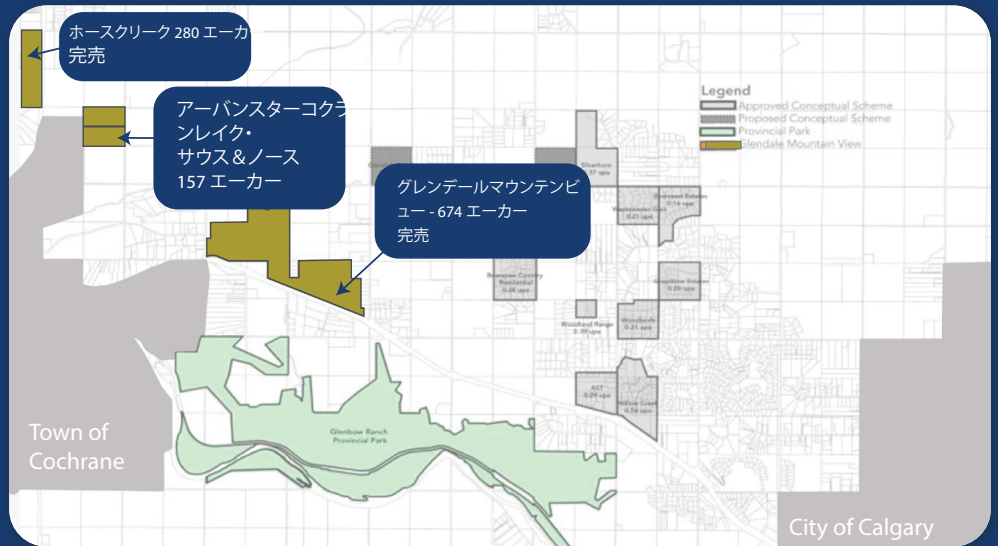 ホースクリーク 280 エーカ
完売
アーバンスターコクラ
ンレイク・
サウス＆ノース
157 エーカー
グレンデールマウンテンビ
ュー - 674 エーカー
完売
Legend
Approved Conceptual Scheme
Proposed Conceptual Scheme
Provincial Park
Glendale Mountain View
Silverhorn
Woodland Range
Woodlands
AST
0.29 upa
Willow Creek
Glenbow Ranch
Provincial Park
Town of
Cochrane
City of Calgary